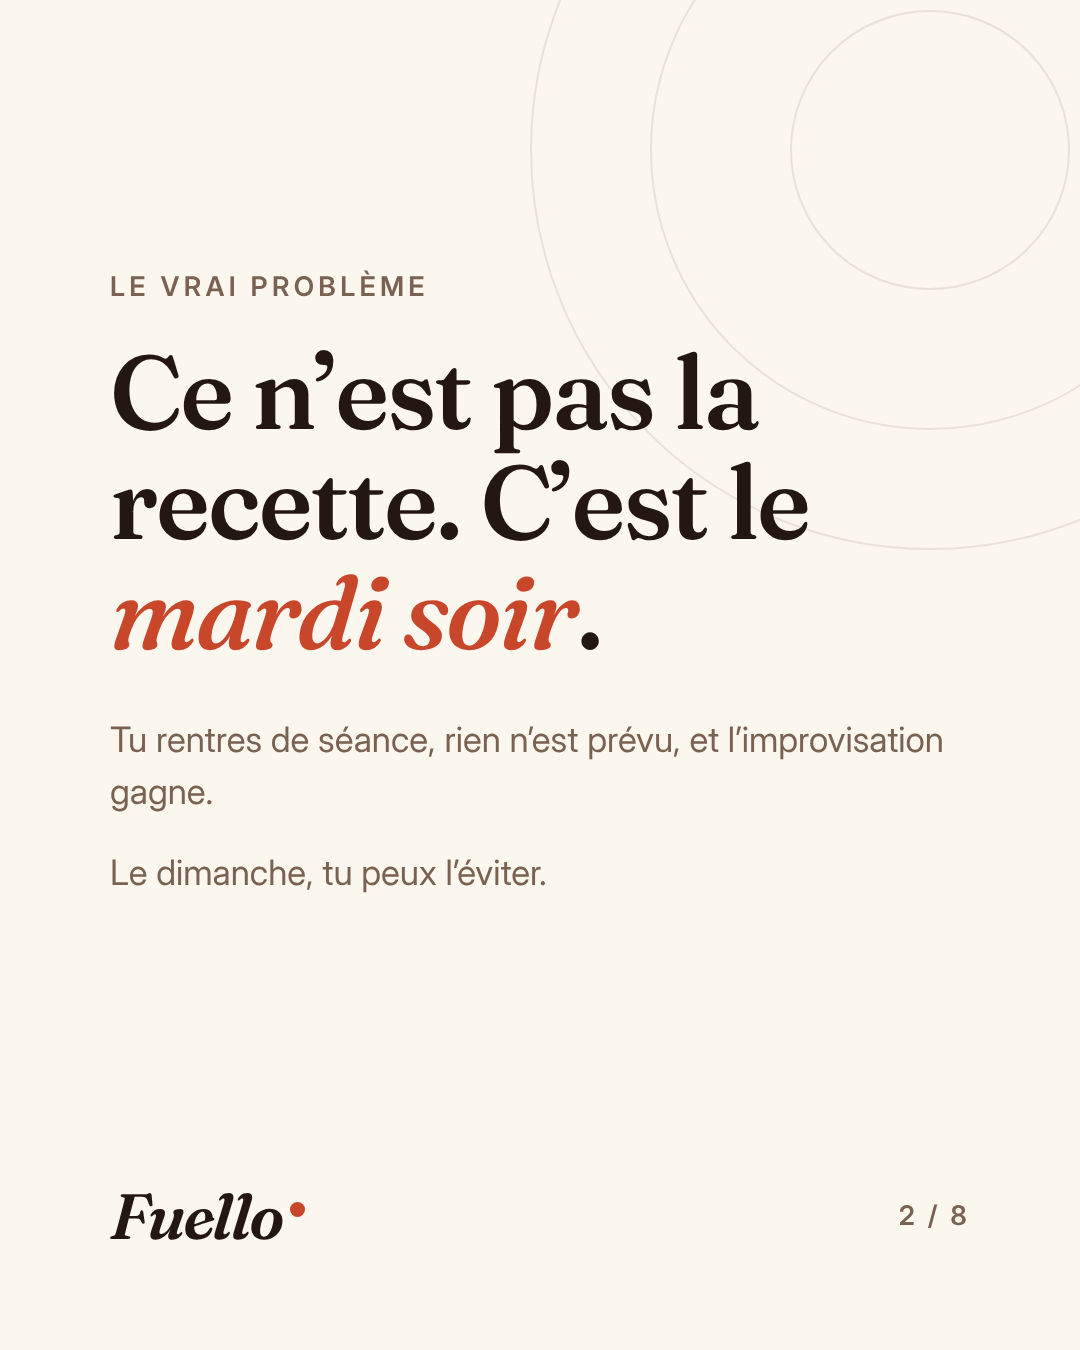 LE VRAI PROBLÈME
Ce n’est pas la
recette. C’est le
mardi soir.
Tu rentres de séance, rien n’est prévu, et l’improvisation
gagne.
Le dimanche, tu peux l’éviter.
Fuello
2 / 8